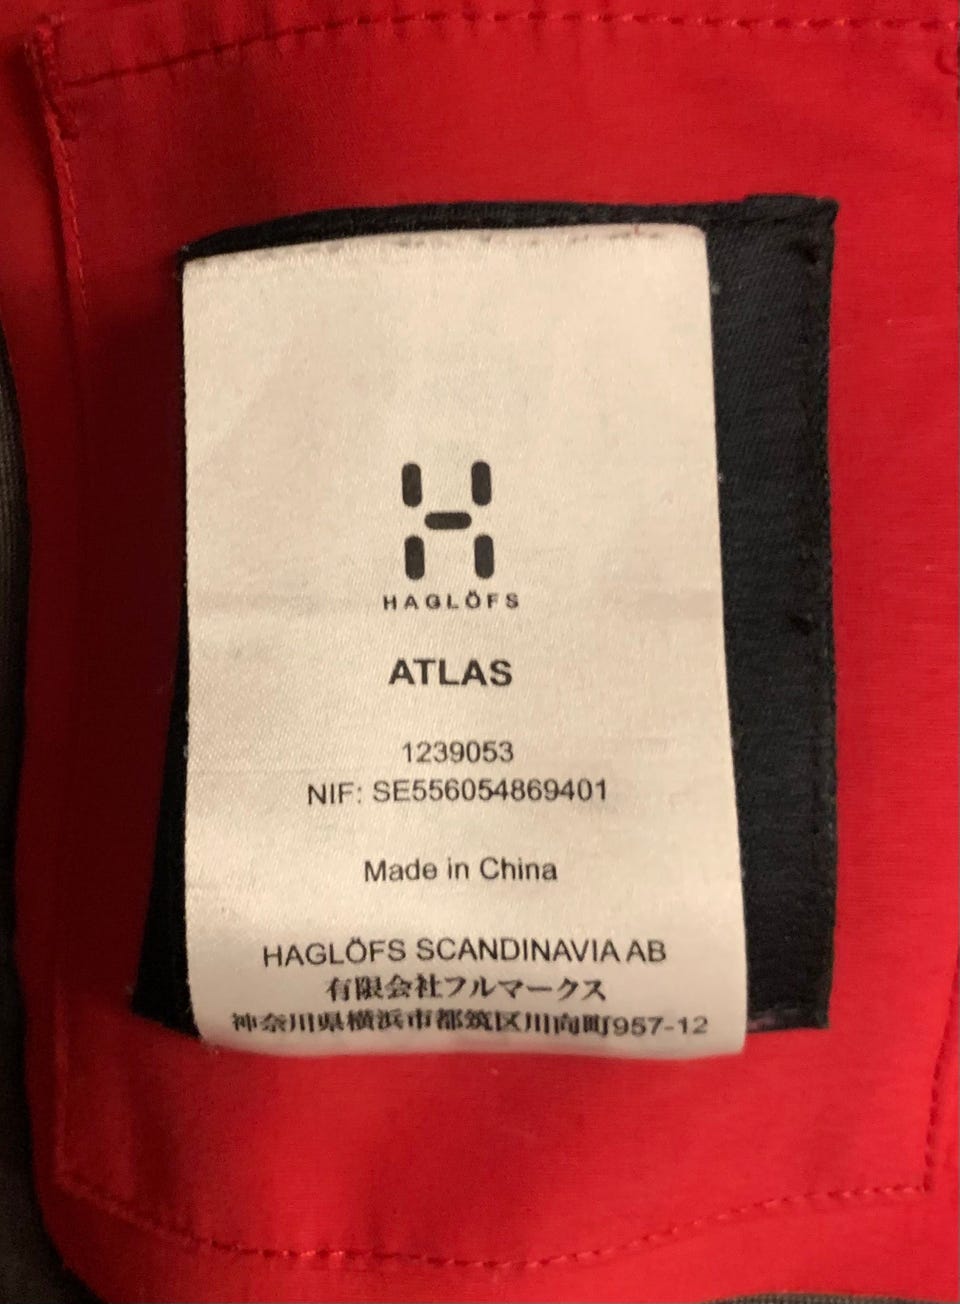 HAGLÖFS
ATLAS
1239053
NIF: SE556054869401
Made in China
HAGLÖFS SCANDINAVIA AB
有限会社フルマークス
神奈川県横浜市都筑区川向町957-12